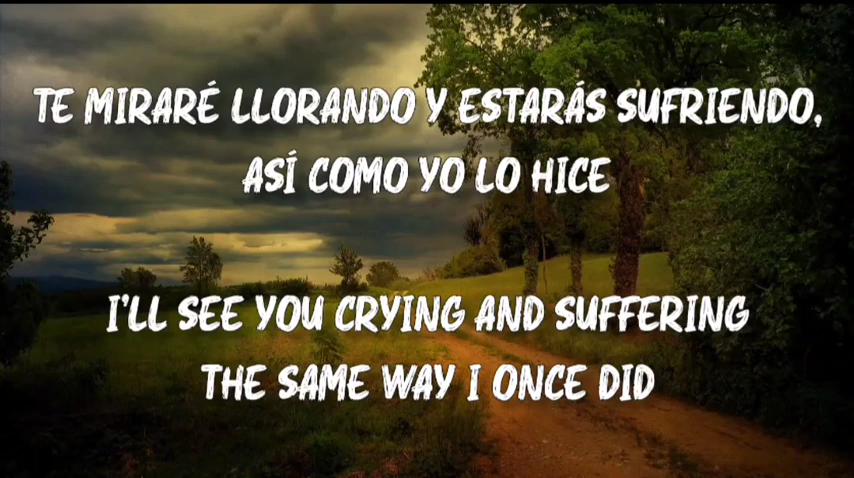 TE MIRARÉ LLORANDO Y ESTARÁS SUFRIENDO,
ASÍ COMO YO LO HICE
I'LL SEE YOU CRYING AND SUFFERING
THE SAME WAY I ONCE DID